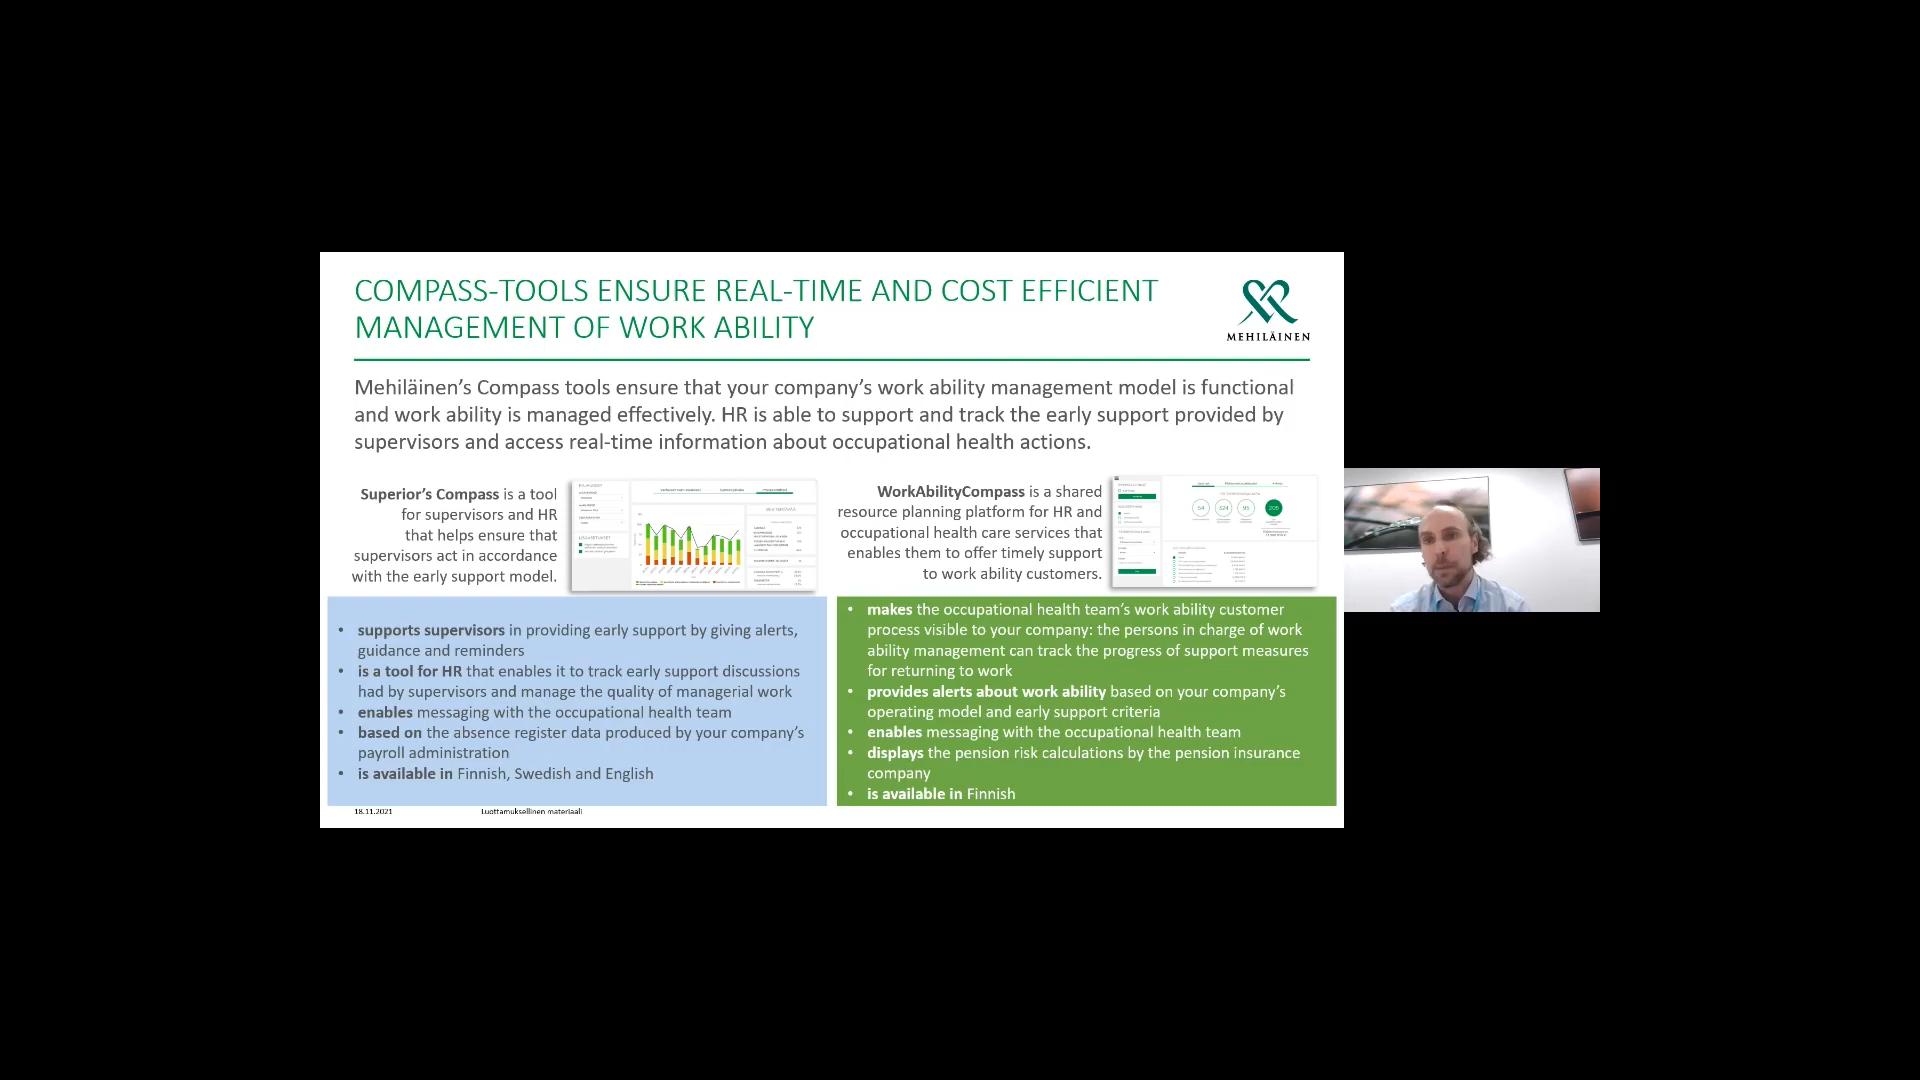 COMPASS-TOOLS ENSURE REAL-TIME AND COST EFFICIENT
MANAGEMENT OF WORK ABILITY
MEHILÄINEN
Mehiläinen’s Compass tools ensure that your company’s work ability management model is functional
and work ability is managed effectively. HR is able to support and track the early support provided by
supervisors and access real-time information about occupational health actions.
Superior’s Compass is a tool
for supervisors and HR
that helps ensure that
supervisors act in accordance
with the early support model.
WorkAbilityCompass is a shared
resource planning platform for HR and
occupational health care services that
enables them to offer timely support
to work ability customers.
54 324 95 205
• supports supervisors in providing early support by giving alerts,
guidance and reminders
• is a tool for HR that enables it to track early support discussions
had by supervisors and manage the quality of managerial work
• enables messaging with the occupational health team
• based on the absence register data produced by your company’s
payroll administration
• is available in Finnish, Swedish and English
• makes the occupational health team’s work ability customer
process visible to your company: the persons in charge of work
ability management can track the progress of support measures
for returning to work
• provides alerts about work ability based on your company’s
operating model and early support criteria
• enables messaging with the occupational health team
• displays the pension risk calculations by the pension insurance
company
• is available in Finnish
18.11.2021
Luottamuksellinen materiaali